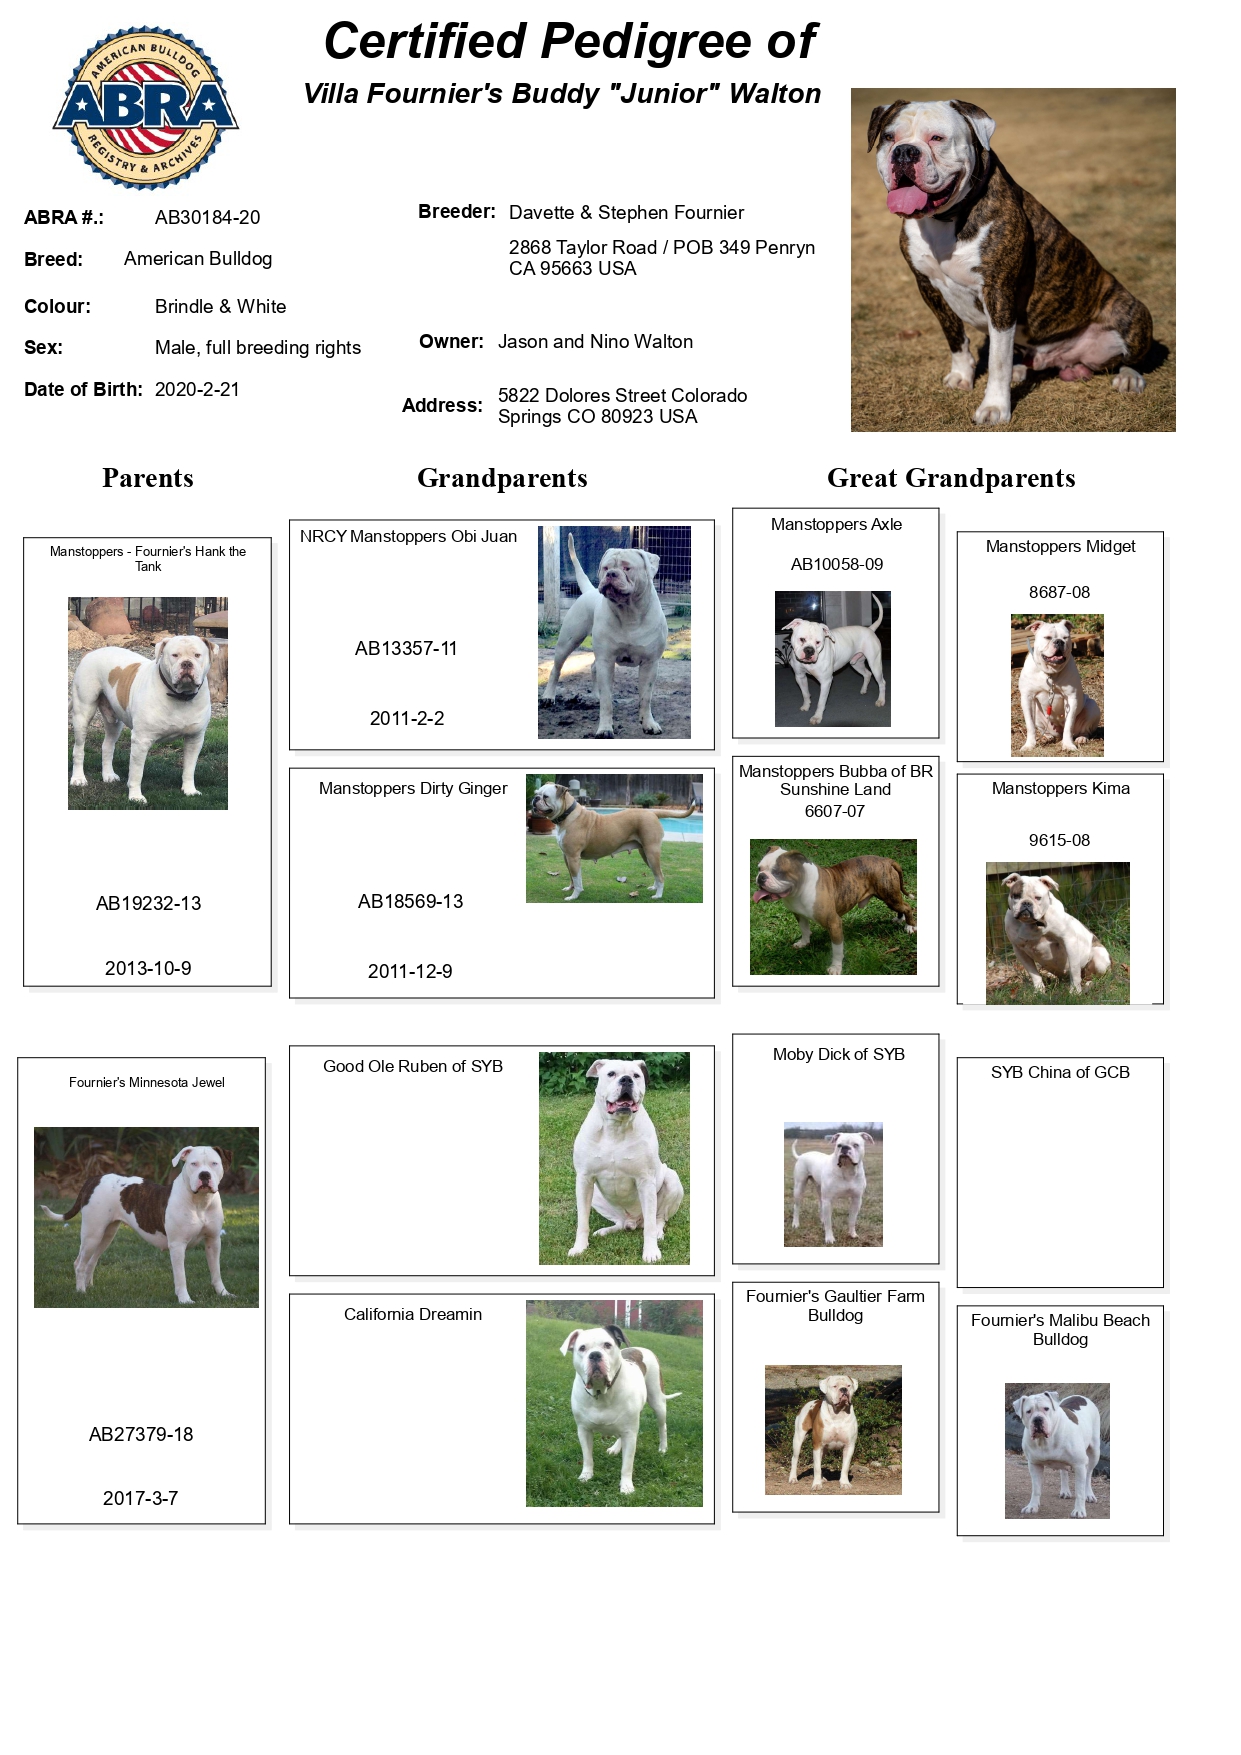 Certified Pedigree of
Villa Fournier's Buddy "Junior" Walton
AMERICAN BULLDOG
ABRA
REGISTRY & ARCHIVES
ABRA #.: AB30184-20
Breed: American Bulldog
Colour: Brindle & White
Sex: Male, full breeding rights
Date of Birth: 2020-2-21
Breeder: Davette & Stephen Fournier
2868 Taylor Road / POB 349 Penryn
CA 95663 USA
Owner: Jason and Nino Walton
Address: 5822 Dolores Street Colorado
Springs CO 80923 USA
Parents
Manstoppers - Fournier's Hank the
Tank
AB19232-13
2013-10-9
Fournier's Minnesota Jewel
AB27379-18
2017-3-7
Grandparents
NRCY Manstoppers Obi Juan
AB13357-11
2011-2-2
Manstoppers Dirty Ginger
AB18569-13
2011-12-9
Good Ole Ruben of SYB
California Dreamin
Great Grandparents
Manstoppers Axle
AB10058-09
Manstoppers Midget
8687-08
Manstoppers Bubba of BR
Sunshine Land
6607-07
Manstoppers Kima
9615-08
Moby Dick of SYB
SYB China of GCB
Fournier's Gaultier Farm
Bulldog
Fournier's Malibu Beach
Bulldog